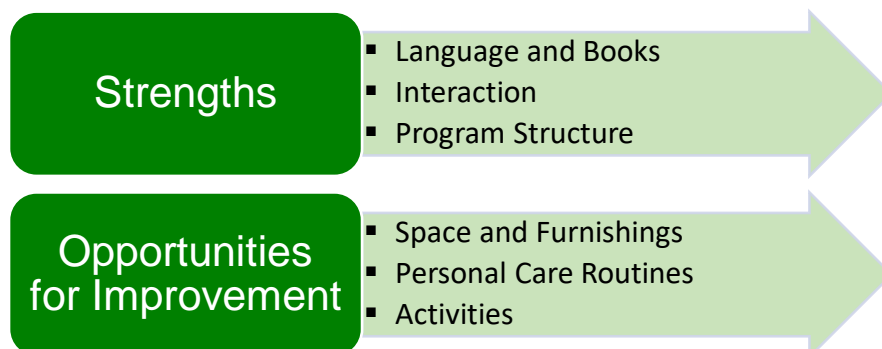 Strengths
▪ Language and Books
▪ Interaction
▪ Program Structure
Opportunities
for Improvement
▪ Space and Furnishings
▪ Personal Care Routines
▪ Activities